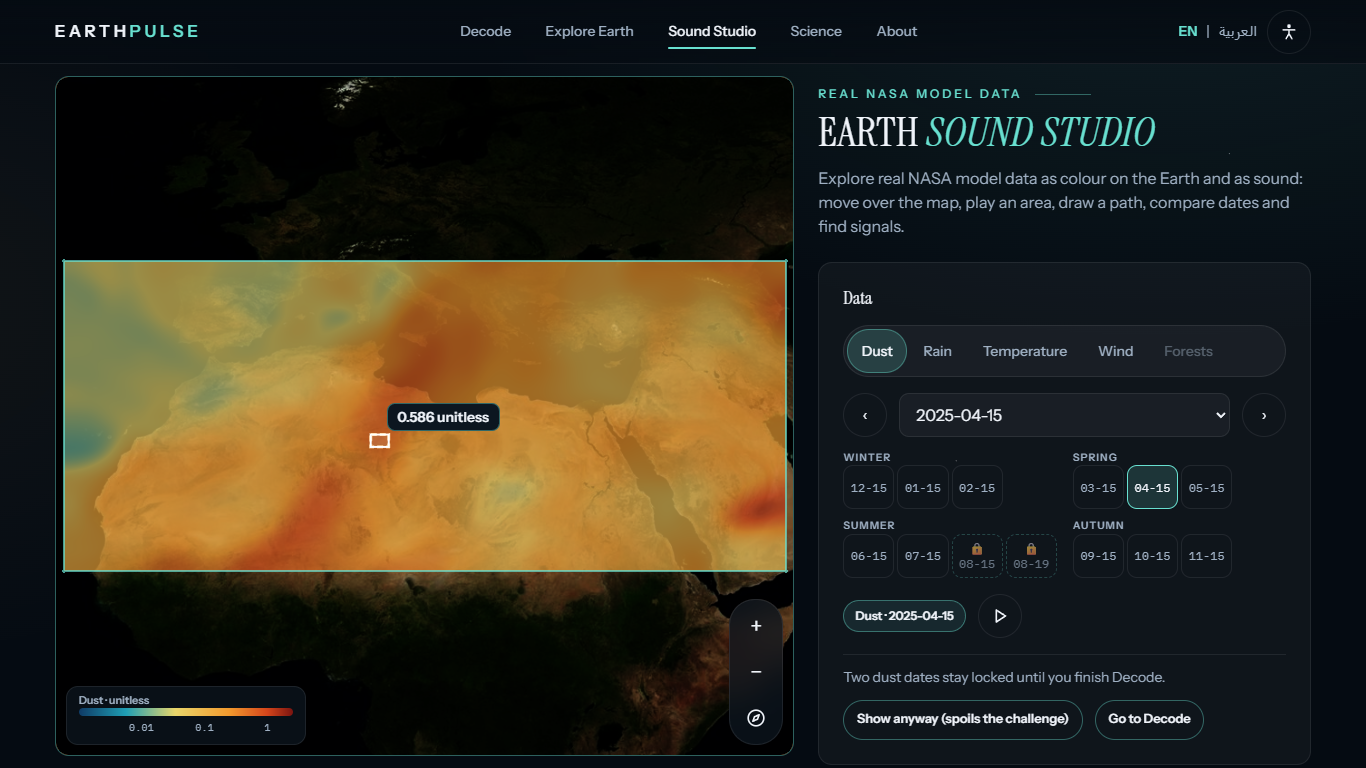 EARTHPULSE
Decode
Explore Earth
Sound Studio
Science
About
EN | العربية
REAL NASA MODEL DATA
EARTH SOUND STUDIO
Explore real NASA model data as colour on the Earth and as sound:
move over the map, play an area, draw a path, compare dates and
find signals.
0.586 unitless
Dust · unitless
0.01 0.1 1
+
−
Data
Dust
Rain
Temperature
Wind
Forests
‹
2025-04-15
›
WINTER
12-15 01-15 02-15
SPRING
03-15 04-15 05-15
SUMMER
06-15 07-15 08-15 08-19
AUTUMN
09-15 10-15 11-15
Dust · 2025-04-15
Two dust dates stay locked until you finish Decode.
Show anyway (spoils the challenge)
Go to Decode